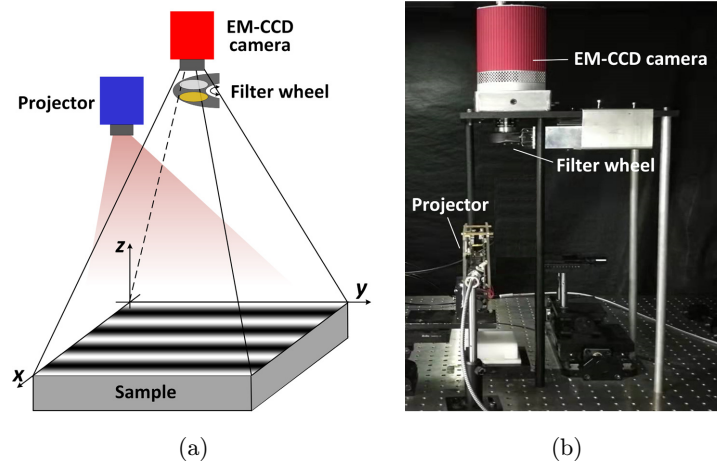 EM-CCD
camera
Projector
Filter wheel
z
y
x
Sample
(a)
EM-CCD camera
Filter wheel
Projector
(b)